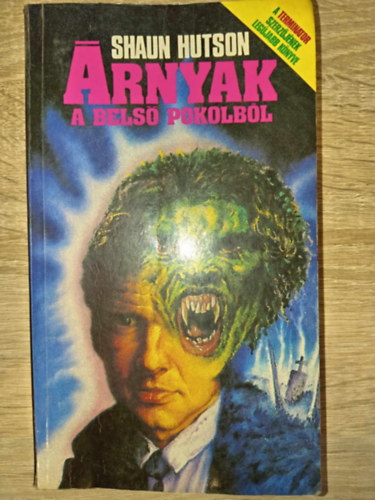 SHAUN HUTSON
ÁRNYAK
A BELSŐ POKOLBÓL
A TERMINATOR
SZERZŐJÉNEK
LEGÚJABB KÖNYVE